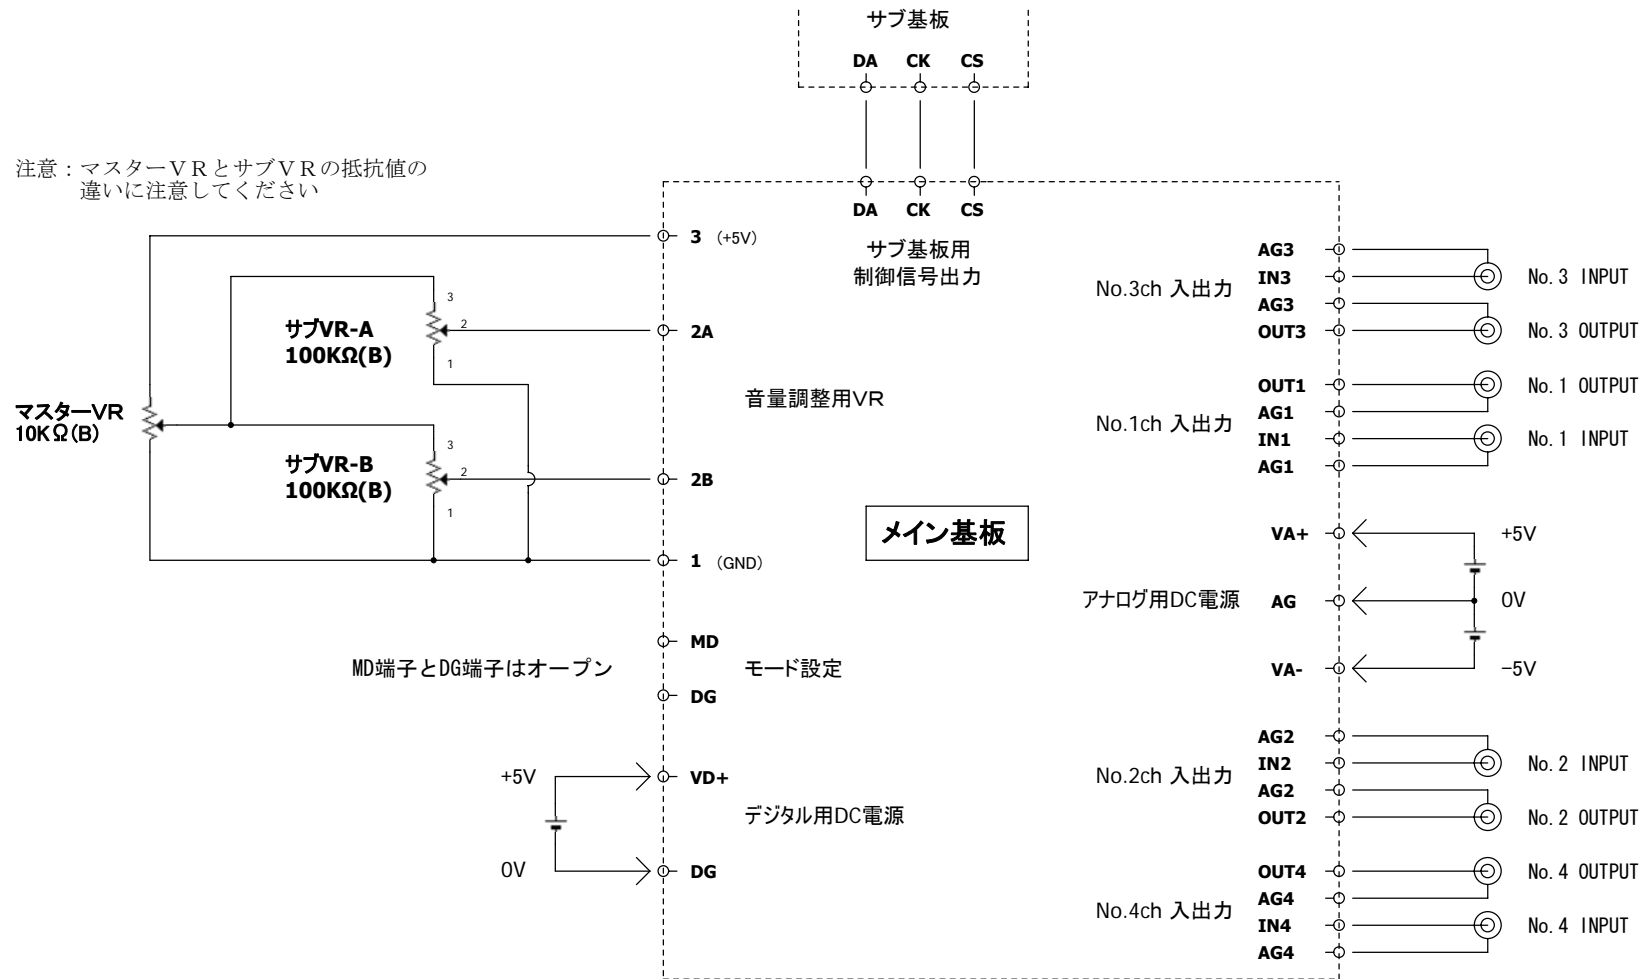 サブ基板
DA CK CS
注意：マスターＶＲとサブＶＲの抵抗値の
違いに注意してください
DA CK CS
サブ基板用
制御信号出力
3 (+5V)
3
サブVR-A
100KΩ(B)
2
2A
1
音量調整用VR
マスターVR
10KΩ(B)
3
サブVR-B
100KΩ(B)
2
2B
1
1 (GND)
メイン基板
MD
MD端子とDG端子はオープン
モード設定
DG
+5V
VD+
デジタル用DC電源
0V
DG
AG3
IN3
No.3 INPUT
No.3ch 入出力
AG3
OUT3
No.3 OUTPUT
OUT1
No.1 OUTPUT
AG1
No.1ch 入出力
IN1
No.1 INPUT
AG1
VA+
+5V
アナログ用DC電源
AG
0V
VA-
-5V
AG2
IN2
No.2 INPUT
No.2ch 入出力
AG2
OUT2
No.2 OUTPUT
OUT4
No.4 OUTPUT
AG4
No.4ch 入出力
IN4
No.4 INPUT
AG4